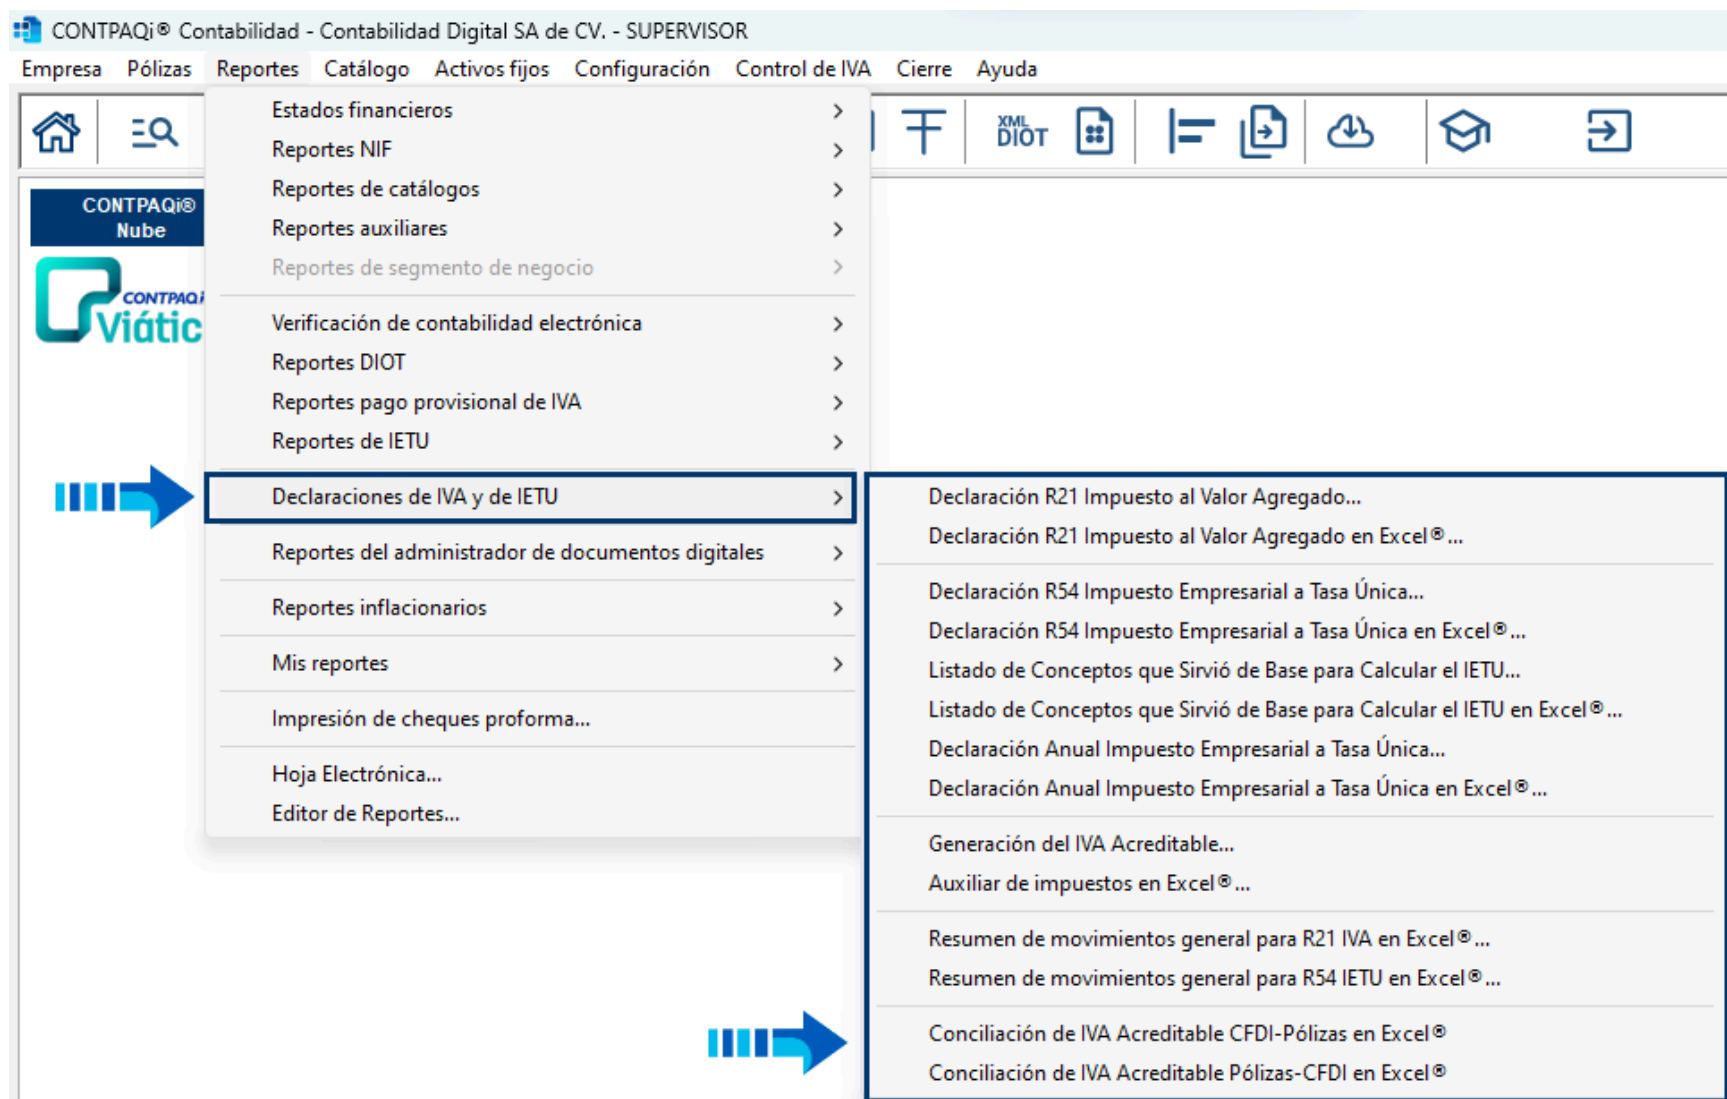 CONTPAQi® Contabilidad - Contabilidad Digital SA de CV. - SUPERVISOR
Empresa Pólizas Reportes Catálogo Activos fijos Configuración Control de IVA Cierre Ayuda
XML
DIOT
CONTPAQi®
Nube
CONTPAQi
Viátic
Estados financieros
Reportes NIF
Reportes de catálogos
Reportes auxiliares
Reportes de segmento de negocio
Verificación de contabilidad electrónica
Reportes DIOT
Reportes pago provisional de IVA
Reportes de IETU
Declaraciones de IVA y de IETU
Reportes del administrador de documentos digitales
Reportes inflacionarios
Mis reportes
Impresión de cheques proforma...
Hoja Electrónica...
Editor de Reportes...
Declaración R21 Impuesto al Valor Agregado...
Declaración R21 Impuesto al Valor Agregado en Excel®...
Declaración R54 Impuesto Empresarial a Tasa Única...
Declaración R54 Impuesto Empresarial a Tasa Única en Excel®...
Listado de Conceptos que Sirvió de Base para Calcular el IETU...
Listado de Conceptos que Sirvió de Base para Calcular el IETU en Excel®...
Declaración Anual Impuesto Empresarial a Tasa Única...
Declaración Anual Impuesto Empresarial a Tasa Única en Excel®...
Generación del IVA Acreditable...
Auxiliar de impuestos en Excel®...
Resumen de movimientos general para R21 IVA en Excel®...
Resumen de movimientos general para R54 IETU en Excel®...
Conciliación de IVA Acreditable CFDI-Pólizas en Excel®
Conciliación de IVA Acreditable Pólizas-CFDI en Excel®